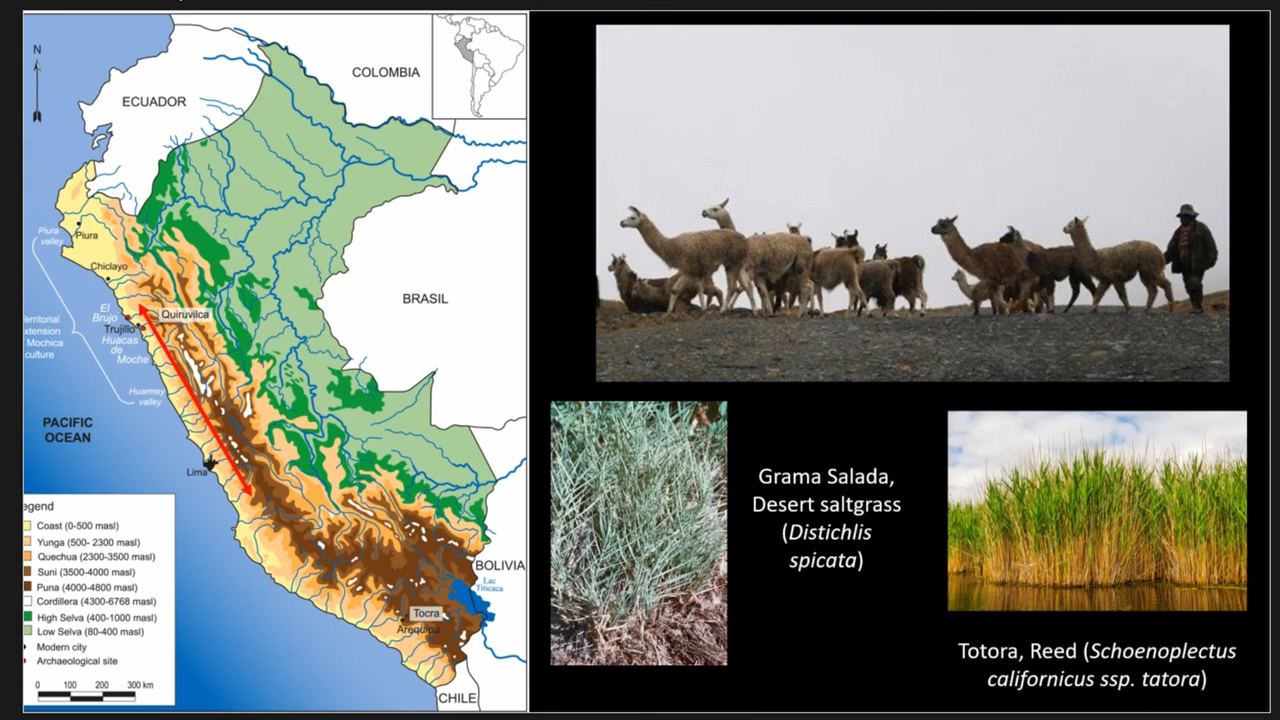 N
COLOMBIA
ECUADOR
Piura
valley
Piura
Chiclayo
BRASIL
El
Brujo
Quiruvilca
Trujillo
Huacas
de
Moche
erritorial
xtension
Mochica
culture
Huarmey
valley
PACIFIC
OCEAN
Lima
BOLIVIA
Lac
Titicaca
Tocra
Arequipa
CHILE
egend
Coast (0-500 masl)
Yunga (500- 2300 masl)
Quechua (2300-3500 masl)
Suni (3500-4000 masl)
Puna (4000-4800 masl)
Cordillera (4300-6768 masl)
High Selva (400-1000 masl)
Low Selva (80-400 masl)
Modern city
Archaeological site
0 100 200 300 km
Grama Salada,
Desert saltgrass
(Distichlis
spicata)
Totora, Reed (Schoenoplectus
californicus ssp. tatora)